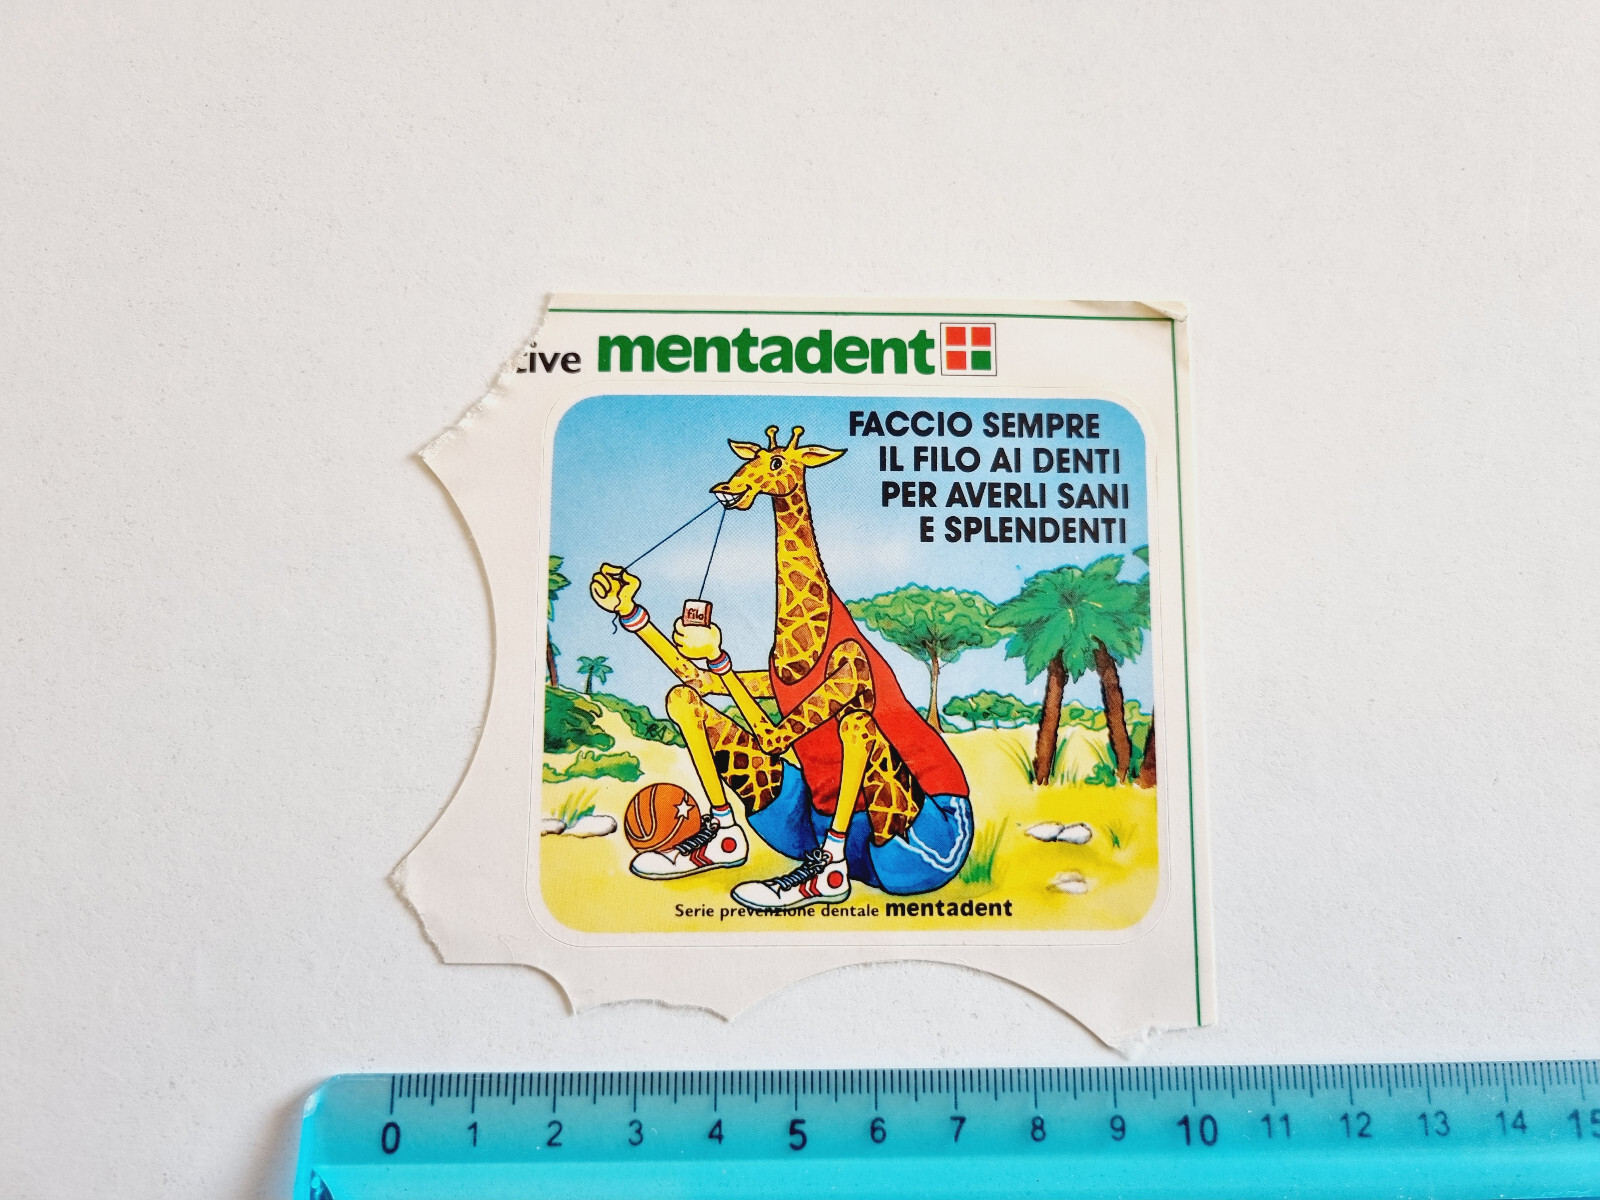 tive mentadent
FACCIO SEMPRE
IL FILO AI DENTI
PER AVERLI SANI
E SPLENDENTI
filo
Serie prevenzione dentale mentadent
0 1 2 3 4 5 6 7 8 9 10 11 12 13 14 15